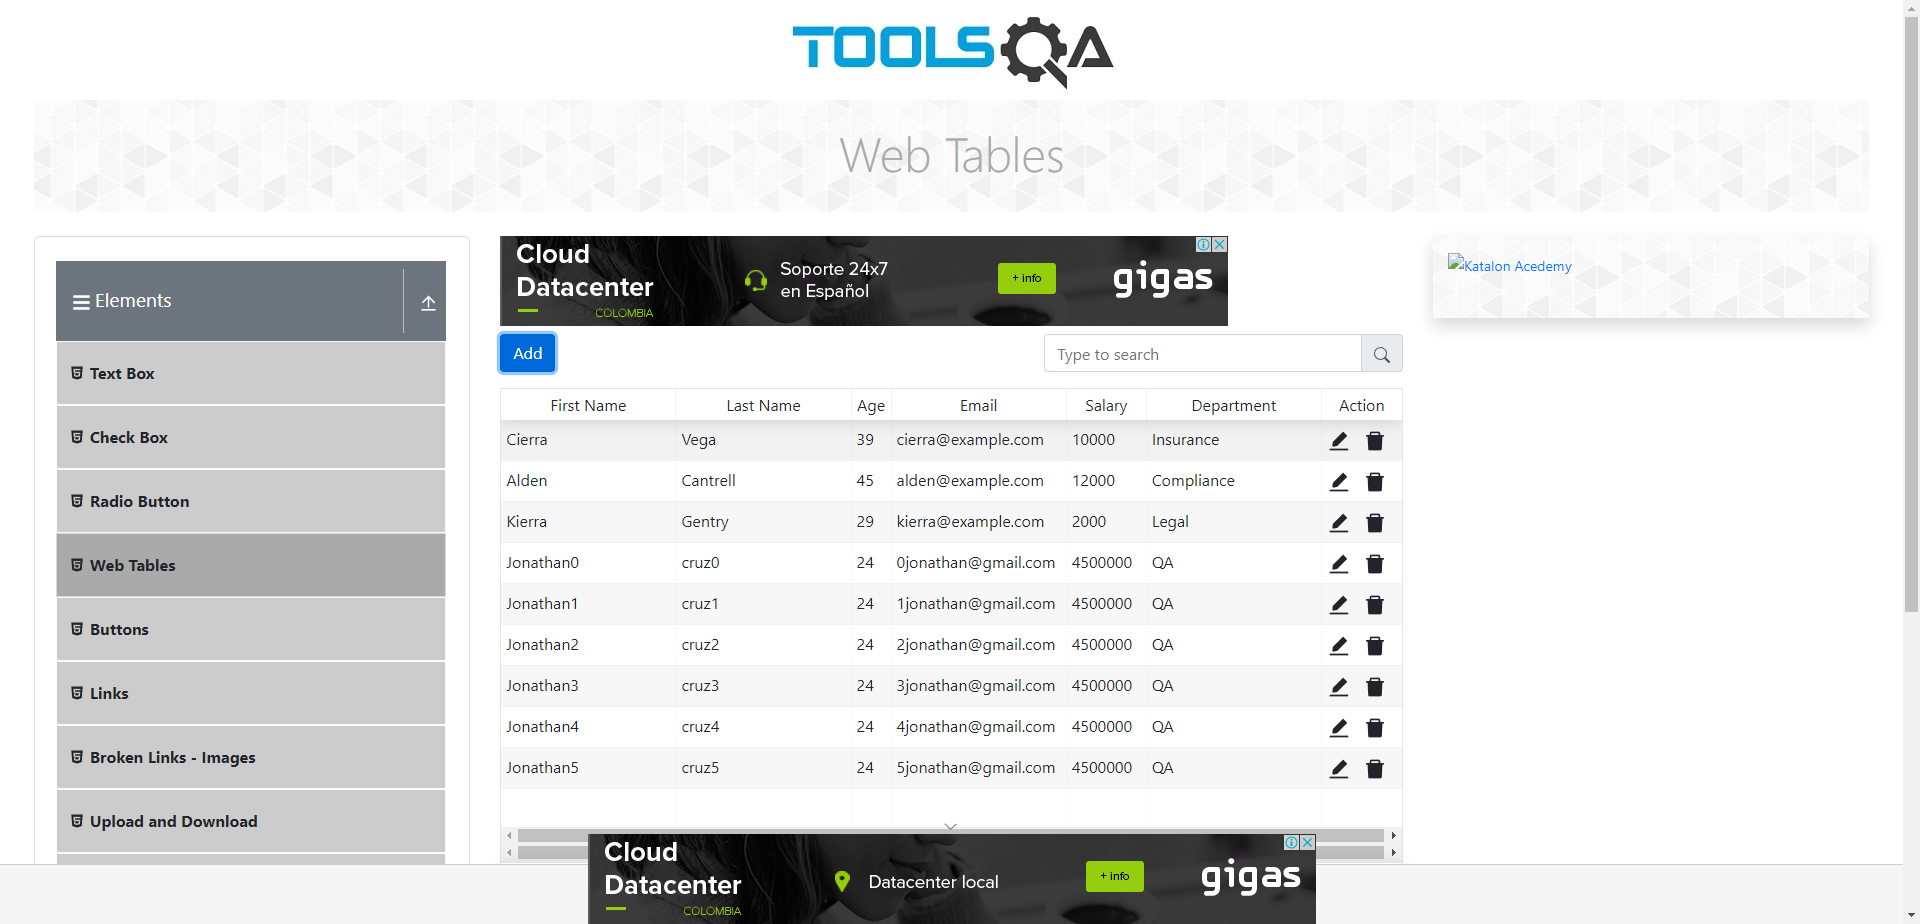 TOOLSQA
Web Tables
Elements
Text Box
Check Box
Radio Button
Web Tables
Buttons
Links
Broken Links - Images
Upload and Download
Cloud
Datacenter
COLOMBIA
Soporte 24x7
en Español
+ info
gigas
Katalon Acedemy
Add
Type to search
First Name Last Name Age Email Salary Department Action
Cierra Vega 39 cierra@example.com 10000 Insurance
Alden Cantrell 45 alden@example.com 12000 Compliance
Kierra Gentry 29 kierra@example.com 2000 Legal
Jonathan0 cruz0 24 0jonathan@gmail.com 4500000 QA
Jonathan1 cruz1 24 1jonathan@gmail.com 4500000 QA
Jonathan2 cruz2 24 2jonathan@gmail.com 4500000 QA
Jonathan3 cruz3 24 3jonathan@gmail.com 4500000 QA
Jonathan4 cruz4 24 4jonathan@gmail.com 4500000 QA
Jonathan5 cruz5 24 5jonathan@gmail.com 4500000 QA
Cloud
Datacenter
COLOMBIA
Datacenter local
+ info
gigas